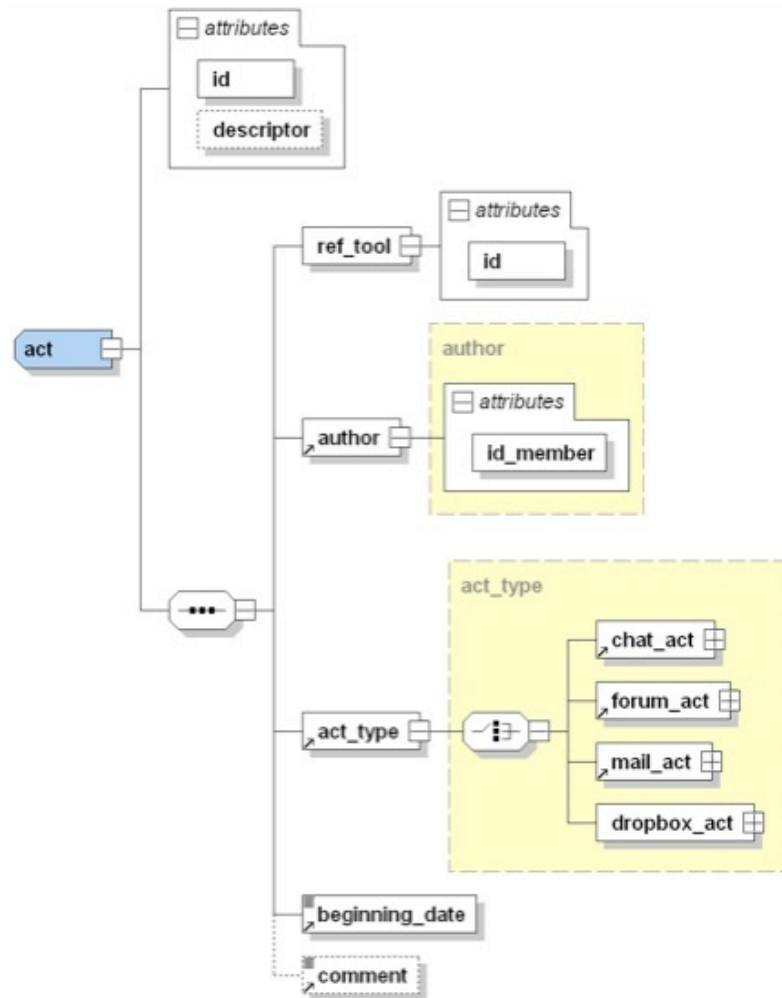 attributes
id
descriptor
ref_tool
attributes
id
act
author
author
attributes
id_member
act_type
chat_act
forum_act
act_type
mail_act
dropbox_act
beginning_date
comment